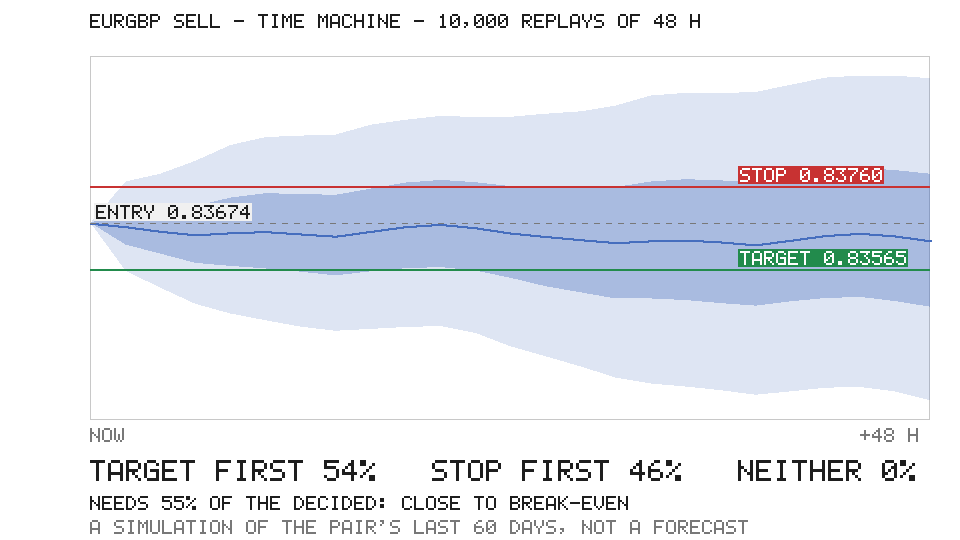 EURGBP SELL - TIME MACHINE - 10,000 REPLAYS OF 48 H
STOP 0.83760
ENTRY 0.83674
TARGET 0.83565
NOW +48 H
TARGET FIRST 54% STOP FIRST 46% NEITHER 0%
NEEDS 55% OF THE DECIDED: CLOSE TO BREAK-EVEN
A SIMULATION OF THE PAIR'S LAST 60 DAYS, NOT A FORECAST